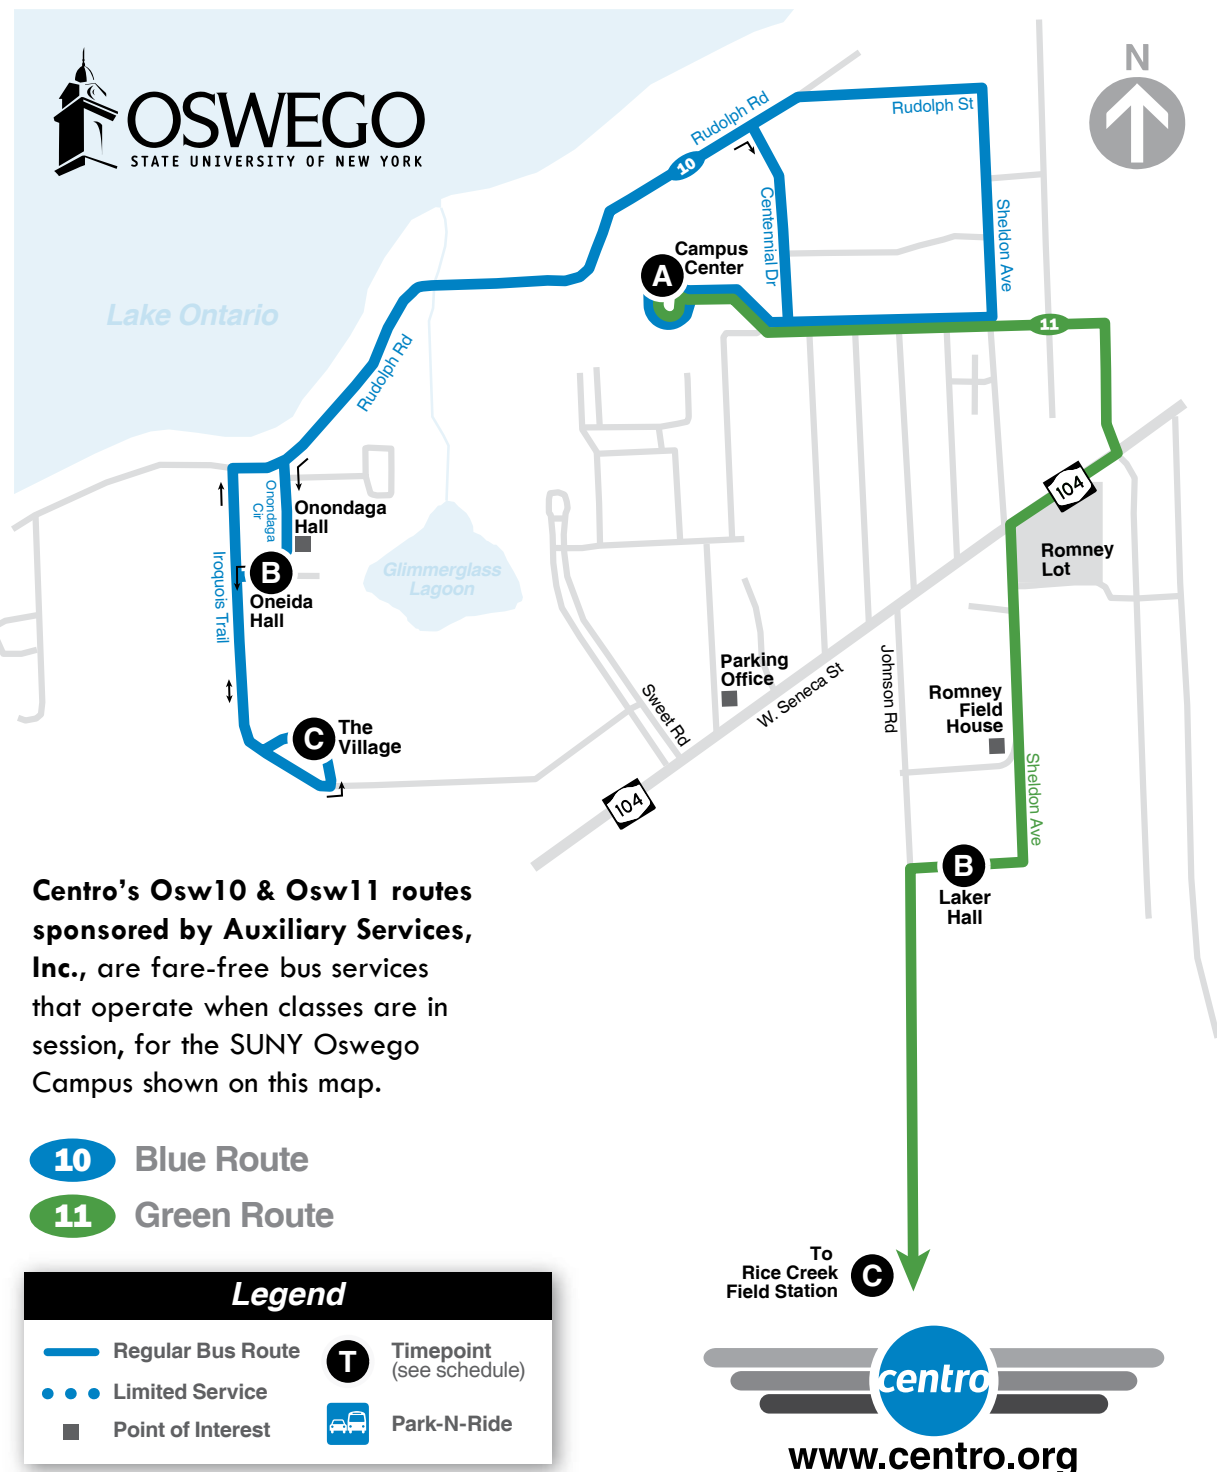 OSWEGO
STATE UNIVERSITY OF NEW YORK
N
Rudolph Rd
Rudolph St
10
Centennial Dr
Sheldon Ave
Campus
Center
A
Lake Ontario
11
Rudolph Rd
104
Onondaga
Cir
Onondaga
Hall
Iroquois Trail
B
Oneida
Hall
Glimmerglass
Lagoon
Romney
Lot
Parking
Office
W. Seneca St
Johnson Rd
Sweet Rd
Romney
Field
House
C
The
Village
Sheldon Ave
104
B
Laker
Hall
Centro's Osw10 & Osw11 routes
sponsored by Auxiliary Services,
Inc., are fare-free bus services
that operate when classes are in
session, for the SUNY Oswego
Campus shown on this map.
10 Blue Route
11 Green Route
To
Rice Creek
Field Station
C
Legend
Regular Bus Route
Limited Service
Point of Interest
T
Timepoint
(see schedule)
Park-N-Ride
centro
www.centro.org